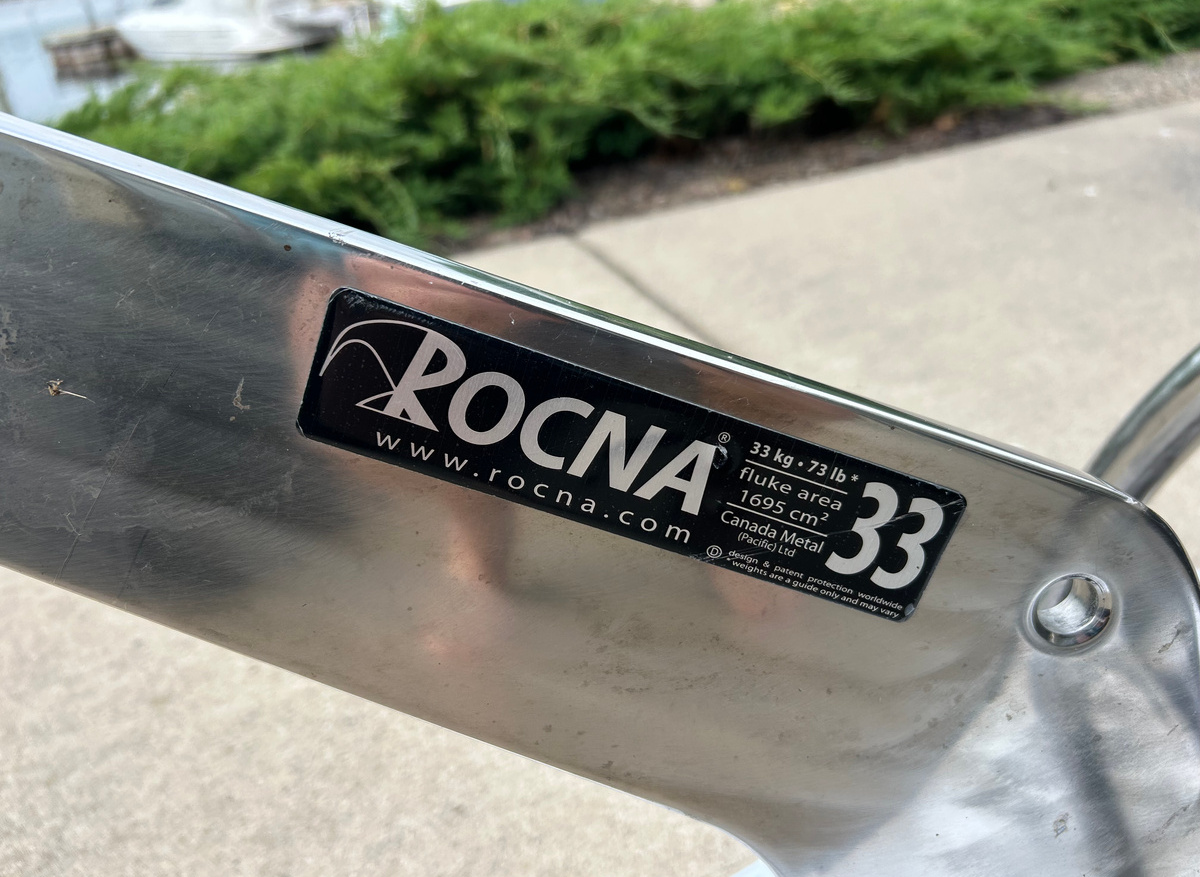 ROCNA®
www.rocna.com
33 kg • 73 lb *
fluke area
1695 cm²
Canada Metal
(Pacific) Ltd
33
Ⓓ design & patent protection worldwide
* weights are a guide only and may vary